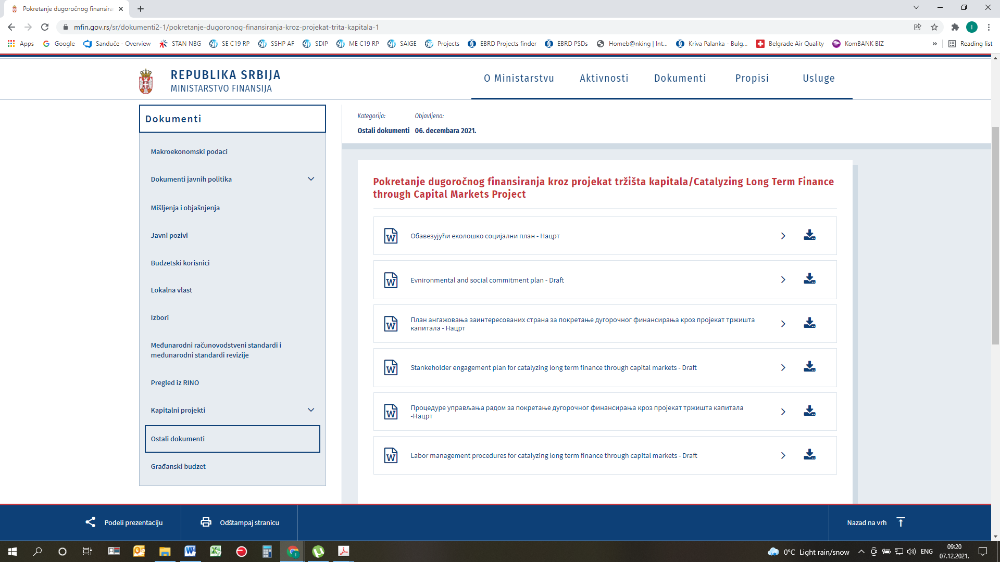 Pokretanje dugoročnog finansira
mfin.gov.rs/sr/dokumenti2-1/pokretanje-dugoronog-finansiranja-kroz-projekat-trita-kapitala-1
I
Apps Google Sanduče - Overview STAN NBG SE C19 RP SSHP AF SDIP ME C19 RP SAIGE Projects EBRD Projects finder EBRD PSDs Homeb@nking | Int... Kriva Palanka - Bulg... Belgrade Air Quality KomBANK BIZ » Reading list
REPUBLIKA SRBIJA
MINISTARSTVO FINANSIJA
O Ministarstvu Aktivnosti Dokumenti Propisi Usluge
Dokumenti
Makroekonomski podaci
Dokumenti javnih politika
Mišljenja i objašnjenja
Javni pozivi
Budzetski korisnici
Lokalna vlast
Izbori
Međunarodni računovodstveni standardi i
međunarodni standardi revizije
Pregled iz RINO
Kapitalni projekti
Ostali dokumenti
Građanski budzet
Kategorija: Objavljeno:
Ostali dokumenti 06. decembara 2021.
Pokretanje dugoročnog finansiranja kroz projekat tržišta kapitala/Catalyzing Long Term Finance
through Capital Markets Project
Обавезујући еколошко социјални план - Нацрт
Evnironmental and social commitment plan - Draft
План ангажовања заинтересованих страна за покретање дугорочног финансирања кроз пројекат тржишта
капитала - Нацрт
Stankeholder engagement plan for catalyzing long term finance through capital markets - Draft
Процедуре управљања радом за покретање дугорочног финансирања кроз пројекат тржишта капитала
-Нацрт
Labor management procedures for catalyzing long term finance through capital markets - Draft
Podeli prezentaciju Odštampaj stranicu Nazad na vrh
0°C Light rain/snow ENG
09:20
07.12.2021.